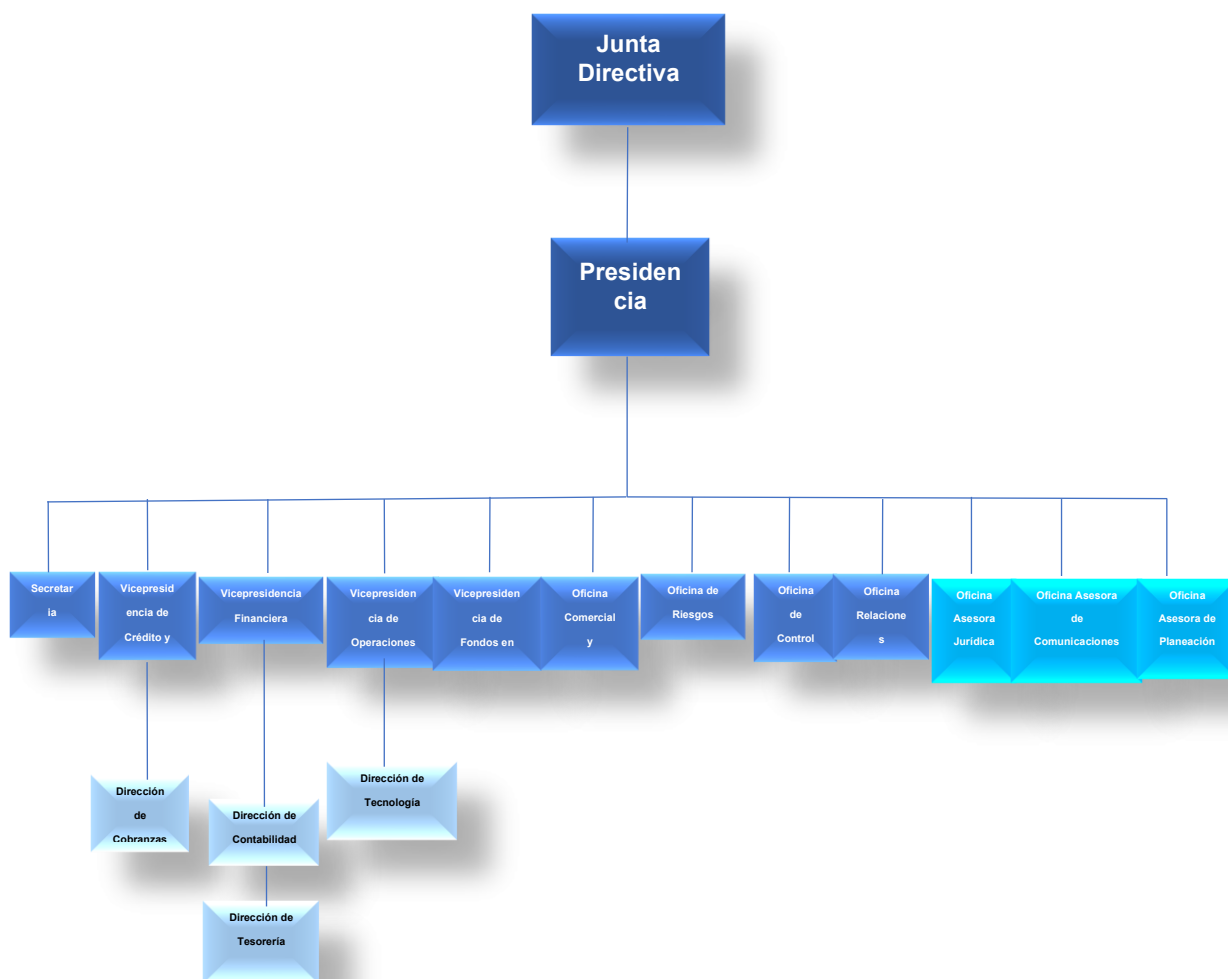 Junta
Directiva
Presiden
cia
Secretar
ia
Vicepresid
encia de
Crédito y
Vicepresidencia
Financiera
Vicepresiden
cia de
Operaciones
Vicepresiden
cia de
Fondos en
Oficina
Comercial
y
Oficina de
Riesgos
Oficina
de
Control
Oficina
Relacione
s
Oficina
Asesora
Jurídica
Oficina Asesora
de
Comunicaciones
Oficina
Asesora de
Planeación
Dirección
de
Cobranzas
Dirección de
Contabilidad
Dirección de
Tecnología
Dirección de
Tesorería